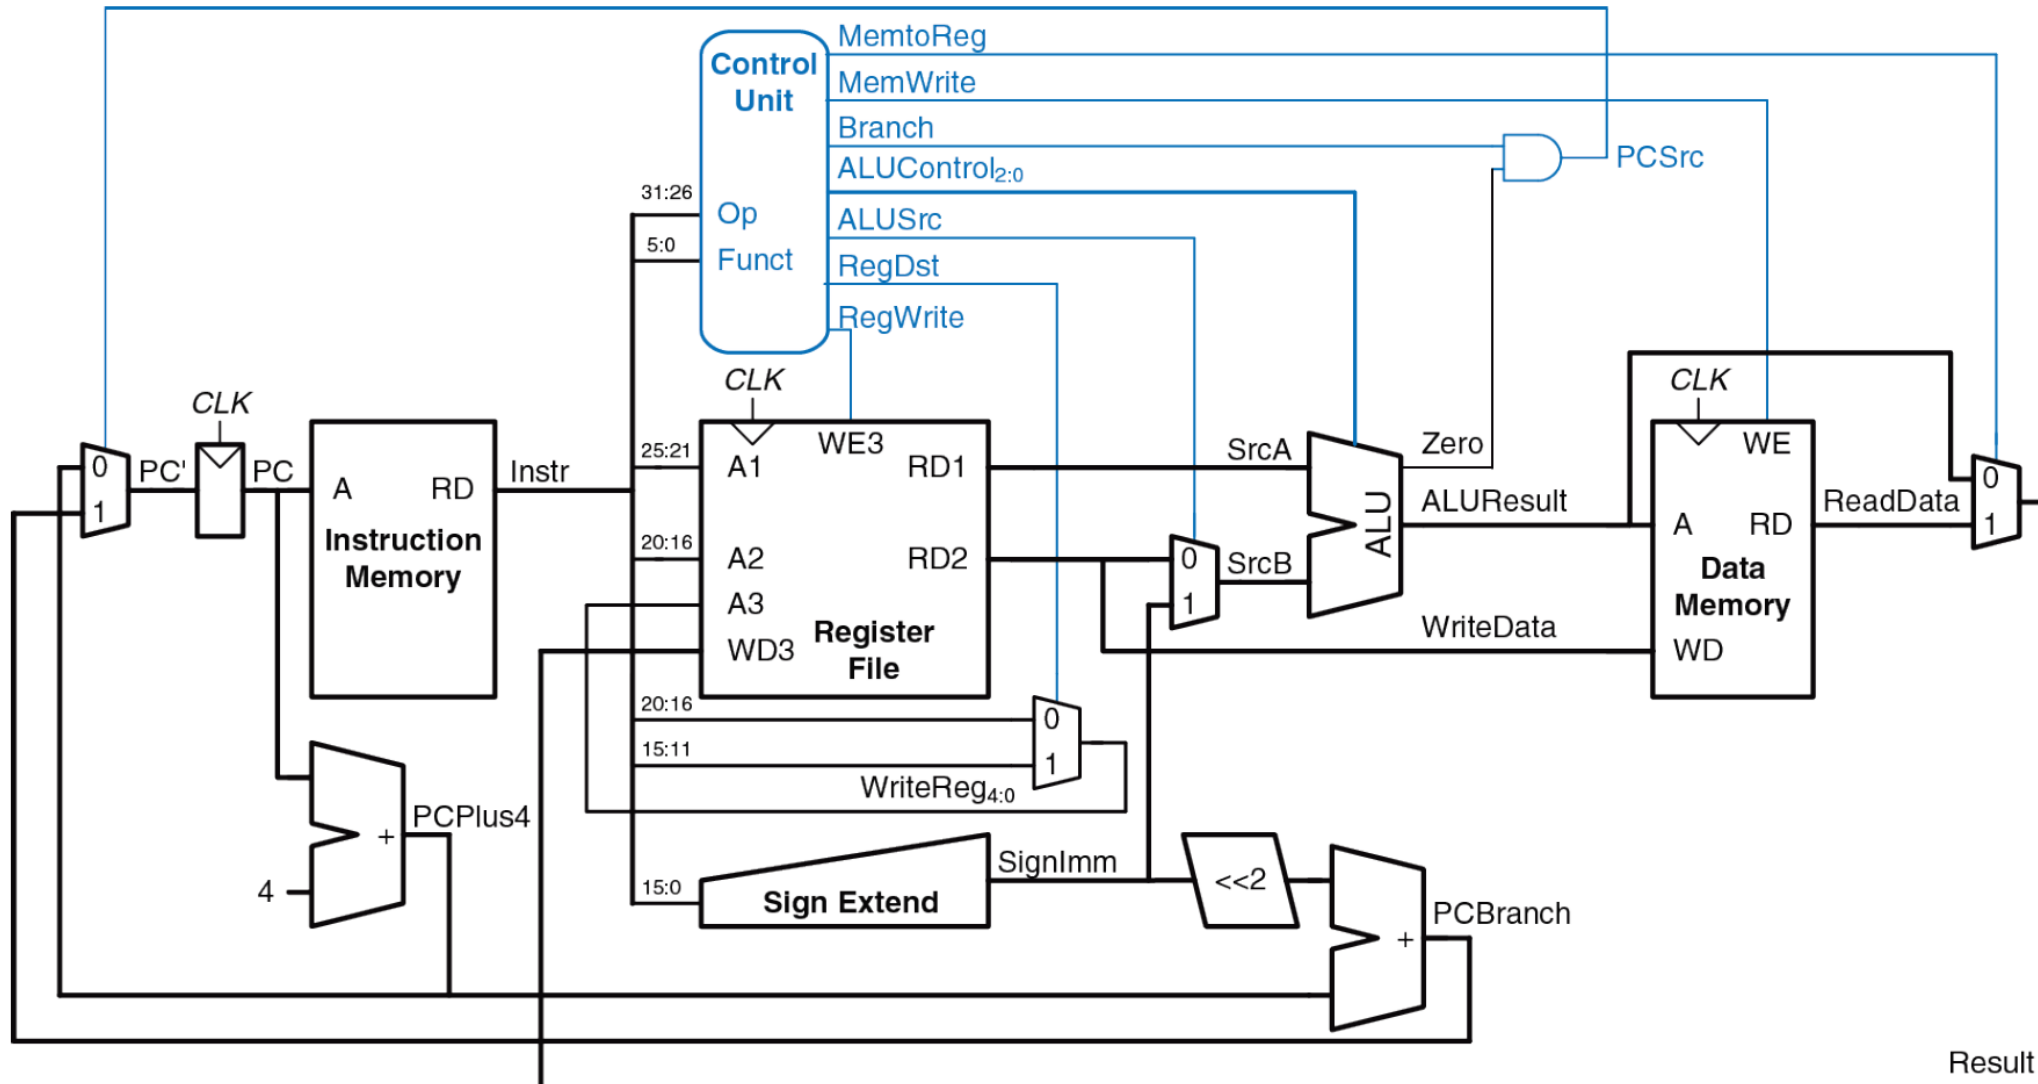 MemtoReg
Control
Unit
MemWrite
Branch
PCSrc
ALUControl2:0
31:26
Op
ALUSrc
5:0
Funct
RegDst
RegWrite
CLK
CLK
CLK
0
1
PC'
PC
A
RD
Instruction
Memory
Instr
25:21
A1
WE3
RD1
SrcA
Zero
WE
20:16
A2
RD2
0
1
SrcB
ALU
ALUResult
A
RD
ReadData
0
1
Data
Memory
A3
WD3
Register
File
WriteData
WD
20:16
0
15:11
1
WriteReg4:0
PCPlus4
+
4
15:0
Sign Extend
SignImm
<<2
PCBranch
+
Result